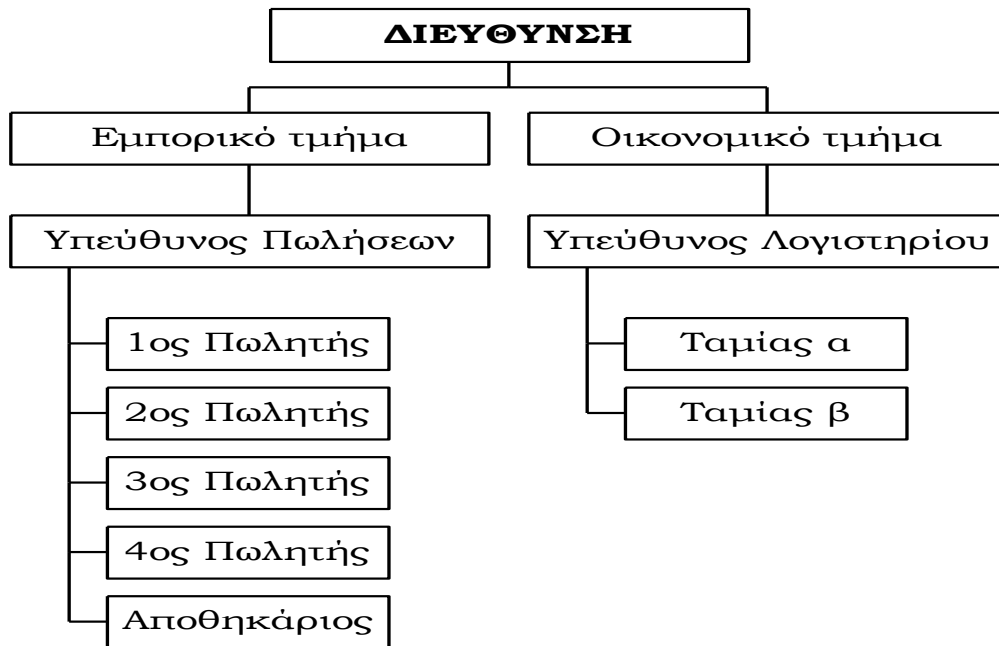 ΔΙΕΥΘΥΝΣΗ
Εμπορικό τμήμα
Οικονομικό τμήμα
Υπεύθυνος Πωλήσεων
Υπεύθυνος Λογιστηρίου
1ος Πωλητής
2ος Πωλητής
3ος Πωλητής
4ος Πωλητής
Αποθηκάριος
Ταμίας α
Ταμίας β